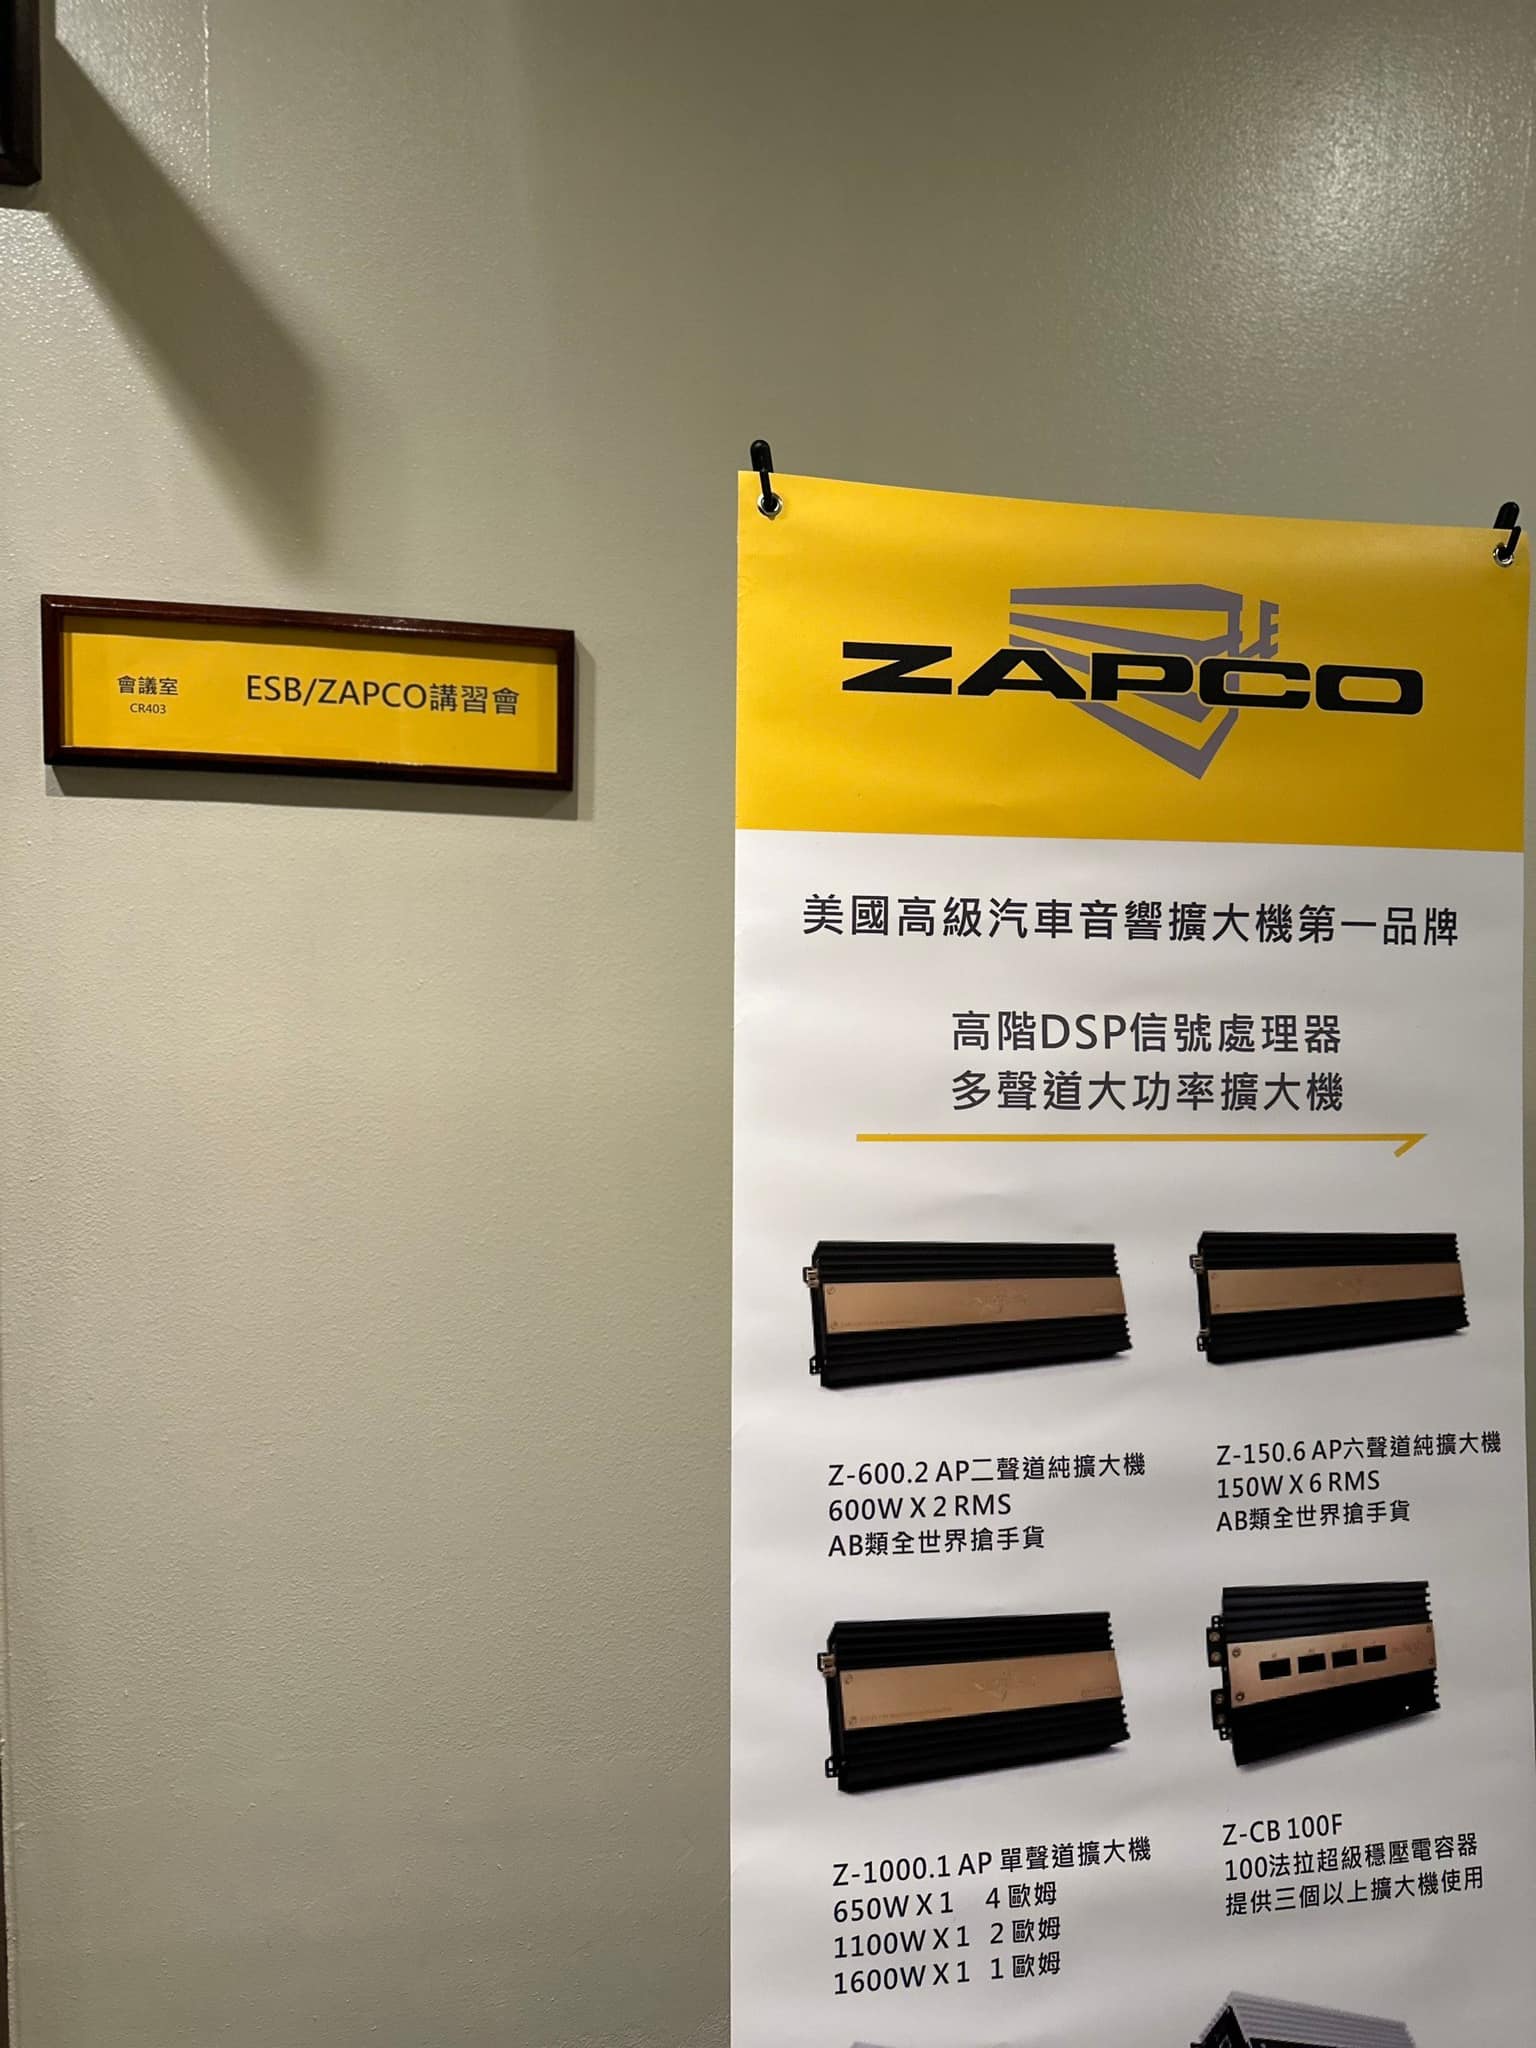 會議室
CR403
ESB/ZAPCO講習會
ZAPCO
美國高級汽車音響擴大機第一品牌
高階DSP信號處理器
多聲道大功率擴大機
Z-600.2 AP二聲道純擴大機
600W X 2 RMS
AB類全世界搶手貨
Z-150.6 AP六聲道純擴大機
150W X 6 RMS
AB類全世界搶手貨
Z-1000.1 AP 單聲道擴大機
650W X 1 4 歐姆
1100W X 1 2 歐姆
1600W X 1 1 歐姆
Z-CB 100F
100法拉超級穩壓電容器
提供三個以上擴大機使用